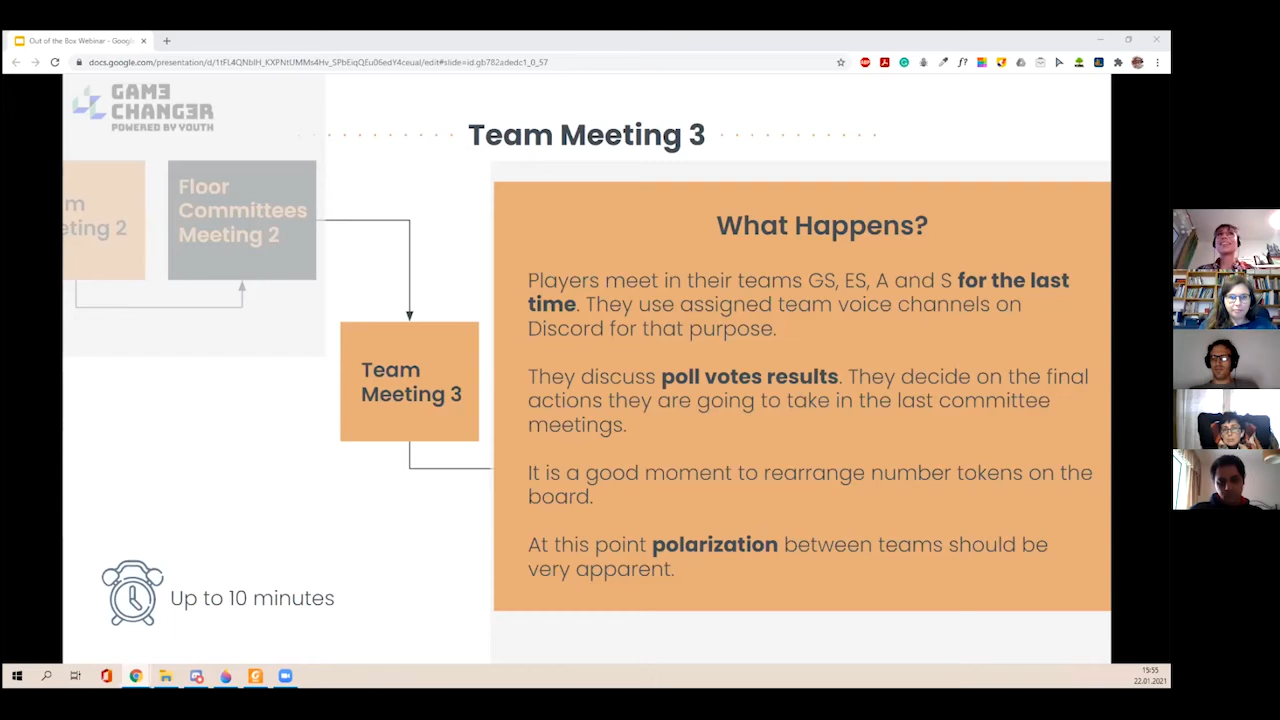 Out of the Box Webinar - Google
docs.google.com/presentation/d/1tFL4QNbIH_KXPNtUMMs4Hv_SPbEiqQEu06edY4ceuaI/edit#slide=id.gb782adedc1_0_57
GAM3
CHANG3R
POWERED BY YOUTH
Team Meeting 3
m
eting 2
Floor
Committees
Meeting 2
Team
Meeting 3
What Happens?
Players meet in their teams GS, ES, A and S for the last
time. They use assigned team voice channels on
Discord for that purpose.
They discuss poll votes results. They decide on the final
actions they are going to take in the last committee
meetings.
It is a good moment to rearrange number tokens on the
board.
At this point polarization between teams should be
very apparent.
Up to 10 minutes
15:55
22.01.2021